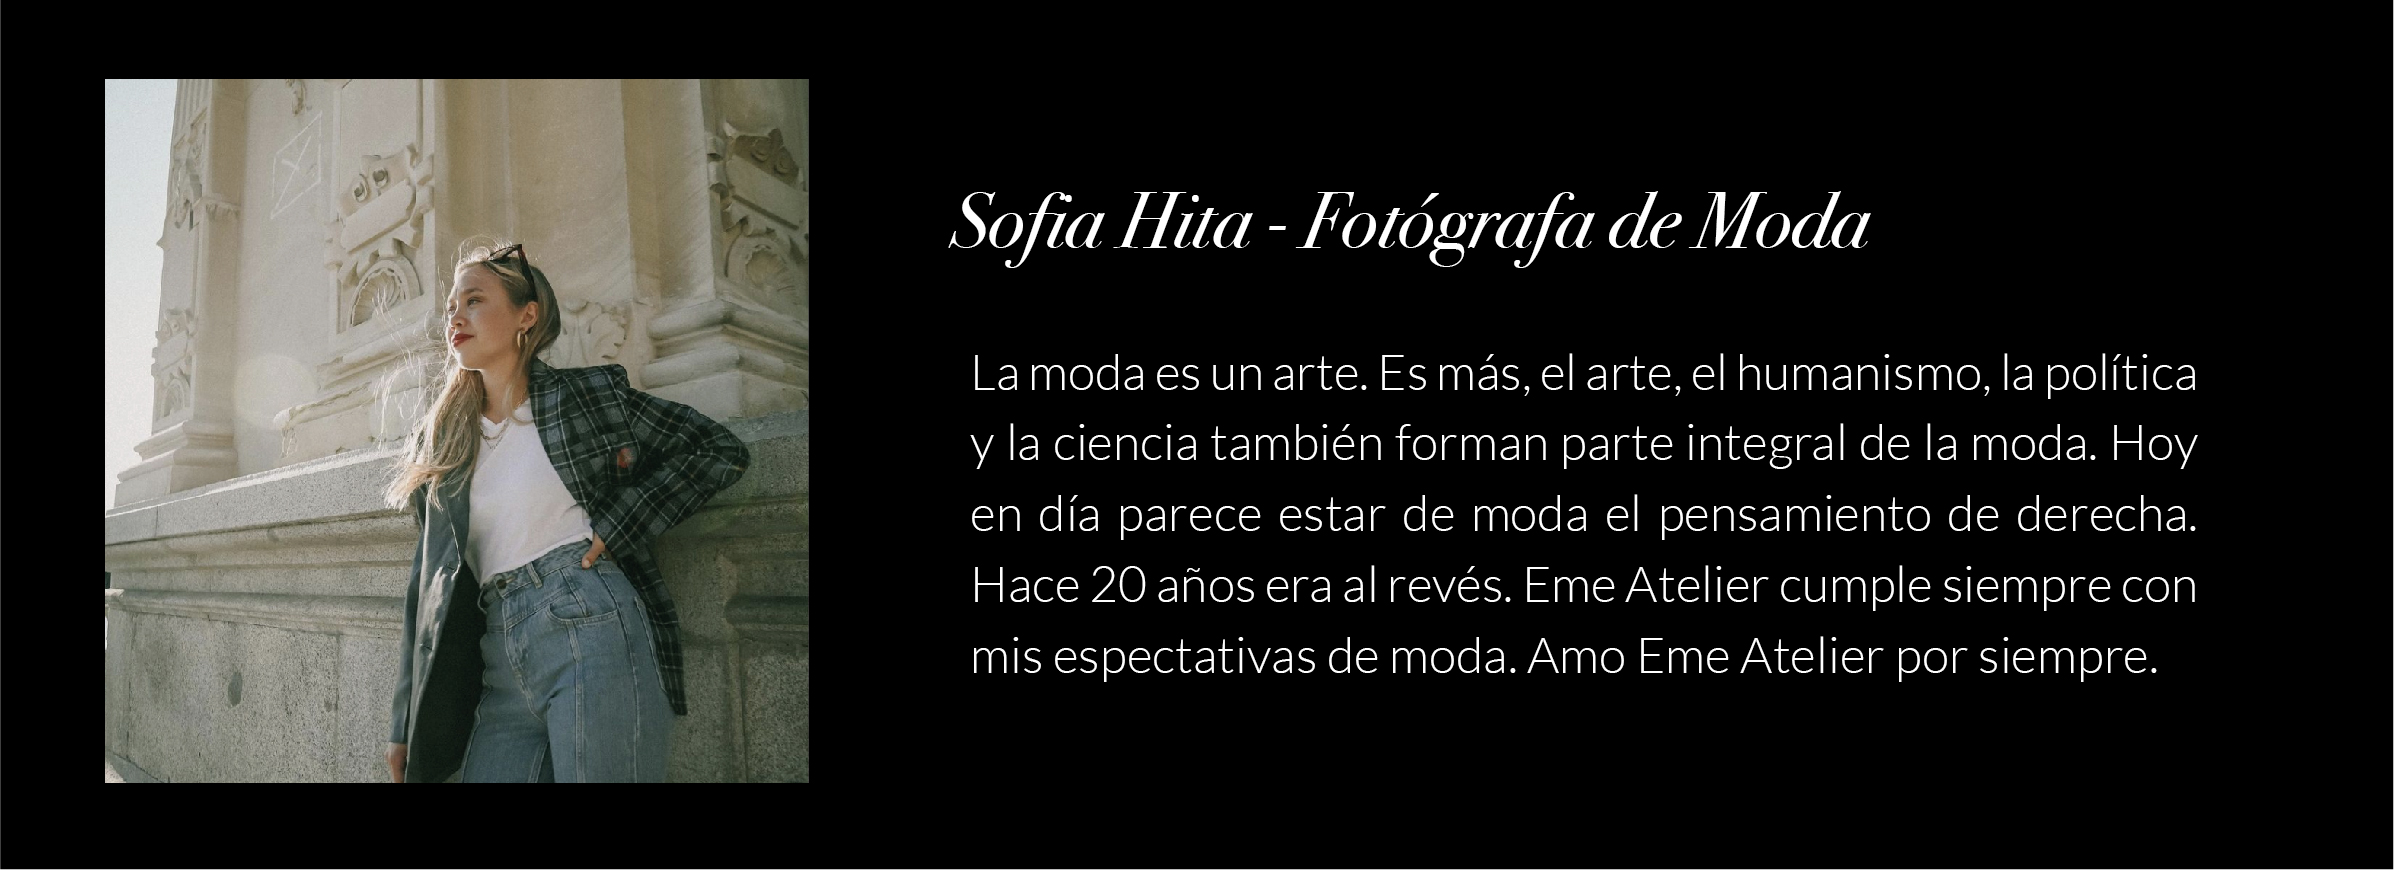 Sofia Hita - Fotógrafa de Moda
La moda es un arte. Es más, el arte, el humanismo, la política
y la ciencia también forman parte integral de la moda. Hoy
en día parece estar de moda el pensamiento de derecha.
Hace 20 años era al revés. Eme Atelier cumple siempre con
mis espectativas de moda. Amo Eme Atelier por siempre.